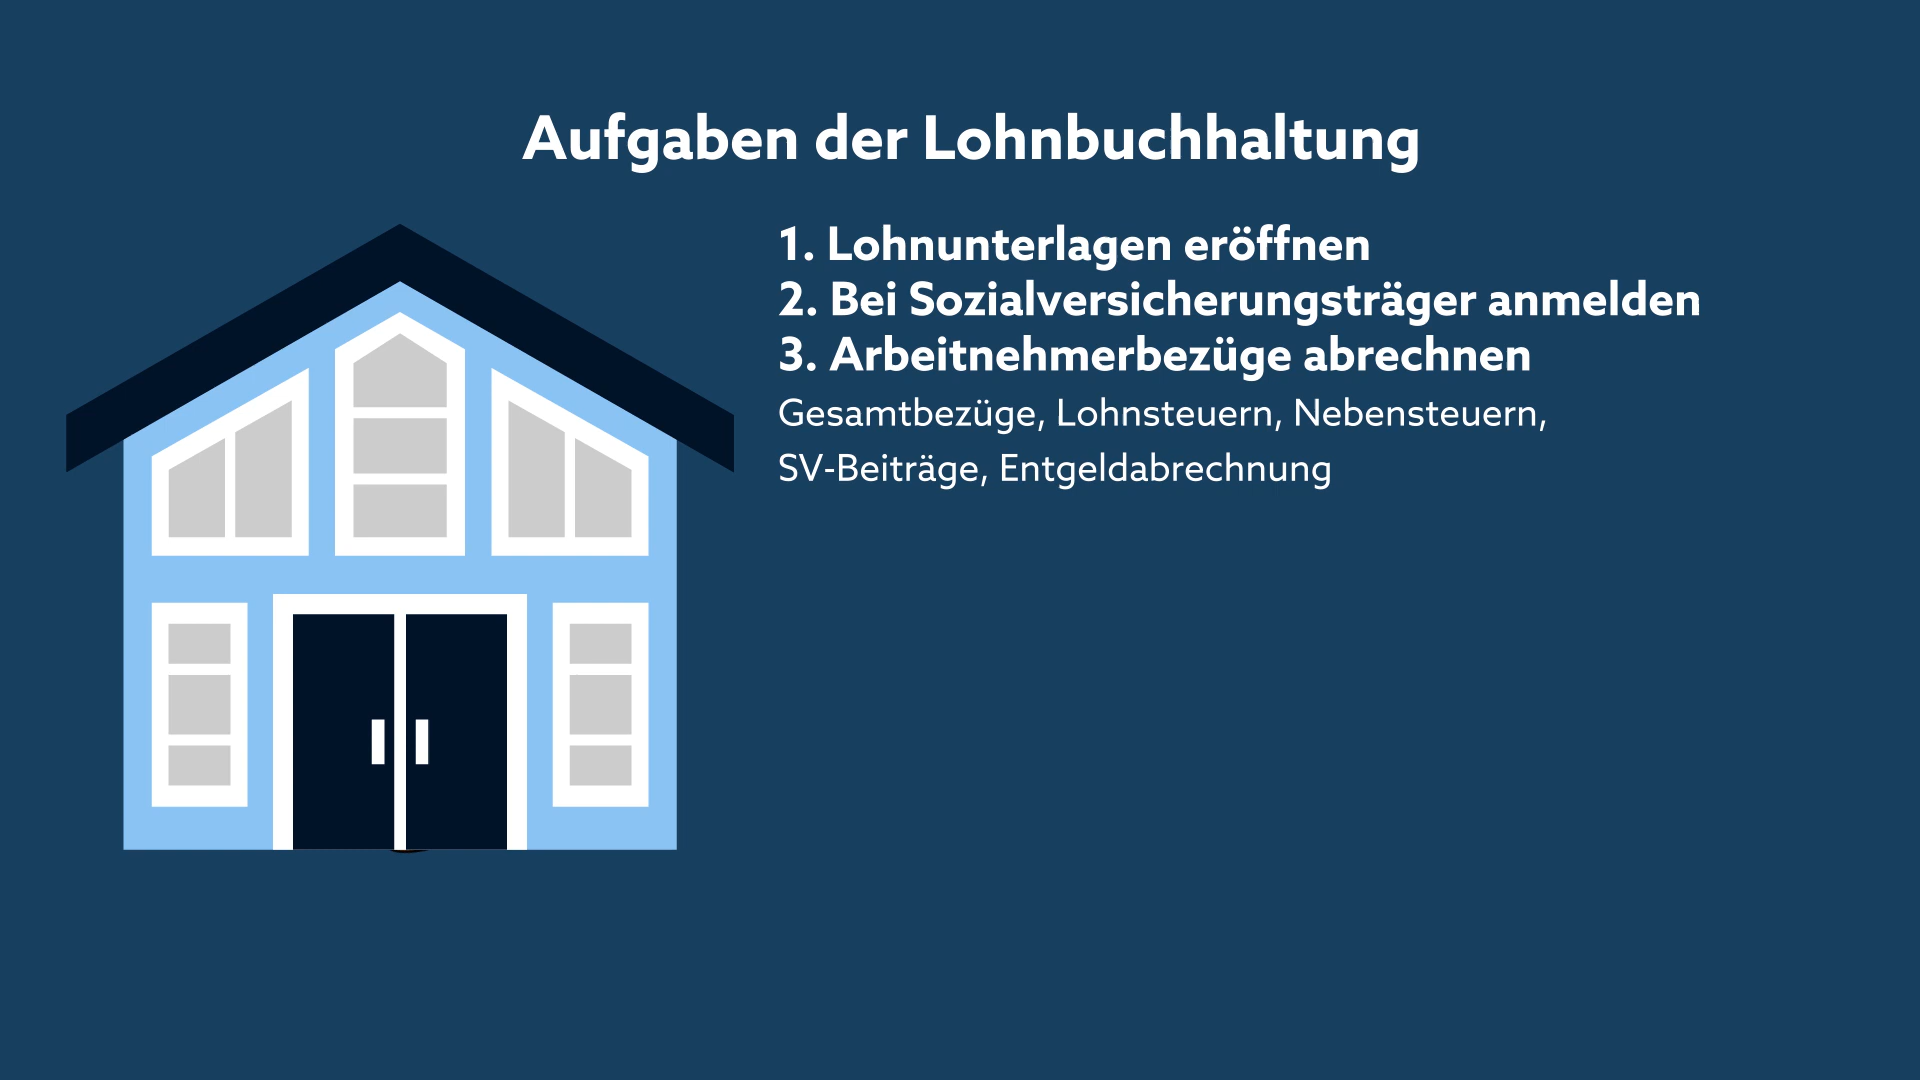 Aufgaben der Lohnbuchhaltung
1. Lohnunterlagen eröffnen
2. Bei Sozialversicherungsträger anmelden
3. Arbeitnehmerbezüge abrechnen
Gesamtbezüge, Lohnsteuern, Nebensteuern,
SV-Beiträge, Entgeldabrechnung